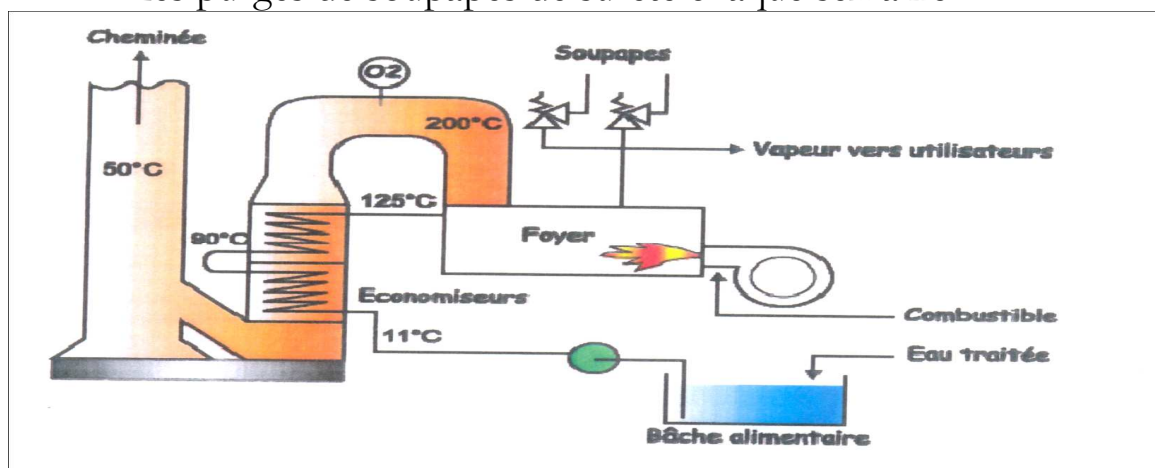 Cheminée
O2
Soupapes
200°C
Vapeur vers utilisateurs
50°C
125°C
Foyer
90°C
Economiseurs
Combustible
11°C
Eau traitée
Bâche alimentaire